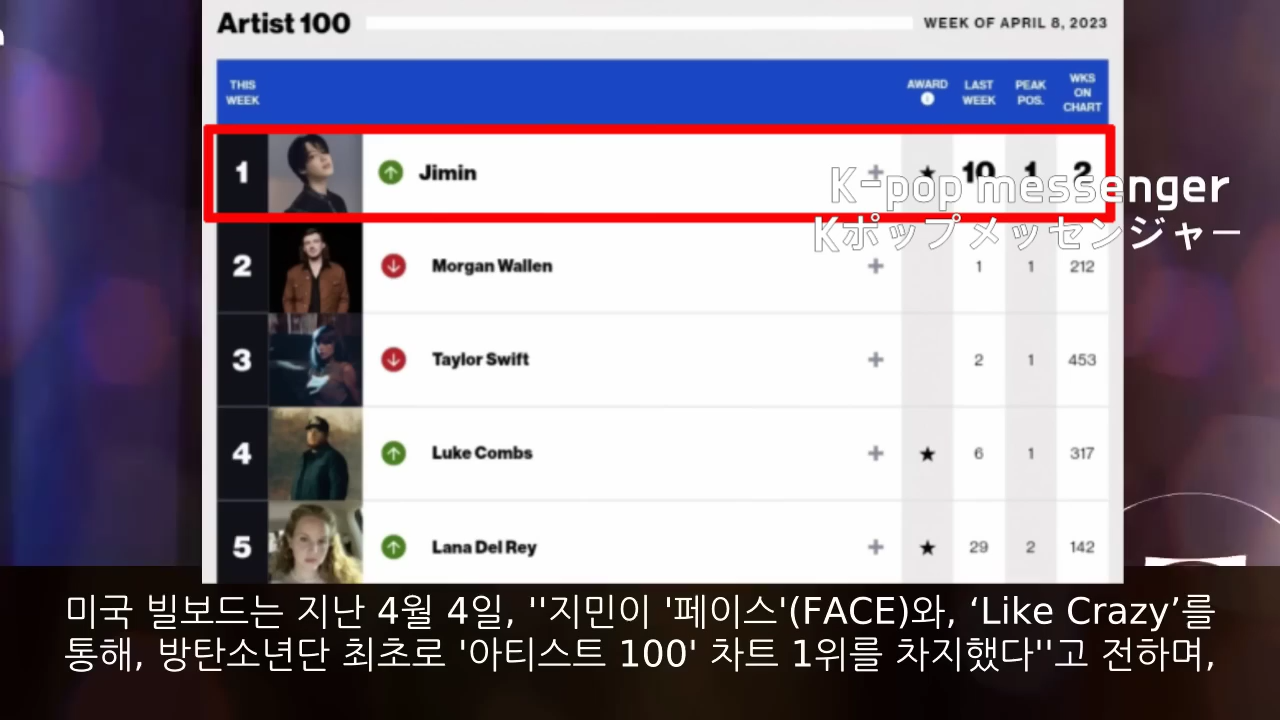 Artist 100
WEEK OF APRIL 8, 2023
THIS WEEK AWARD LAST WEEK PEAK POS. WKS ON CHART
1 Jimin + ★ 10 1 2
K-pop messenger
Kポップメッセンジャー
2 Morgan Wallen + 1 1 212
3 Taylor Swift + 2 1 453
4 Luke Combs + ★ 6 1 317
5 Lana Del Rey + ★ 29 2 142
미국 빌보드는 지난 4월 4일, ''지민이 '페이스'(FACE)와, ‘Like Crazy’를
통해, 방탄소년단 최초로 '아티스트 100' 차트 1위를 차지했다''고 전하며,